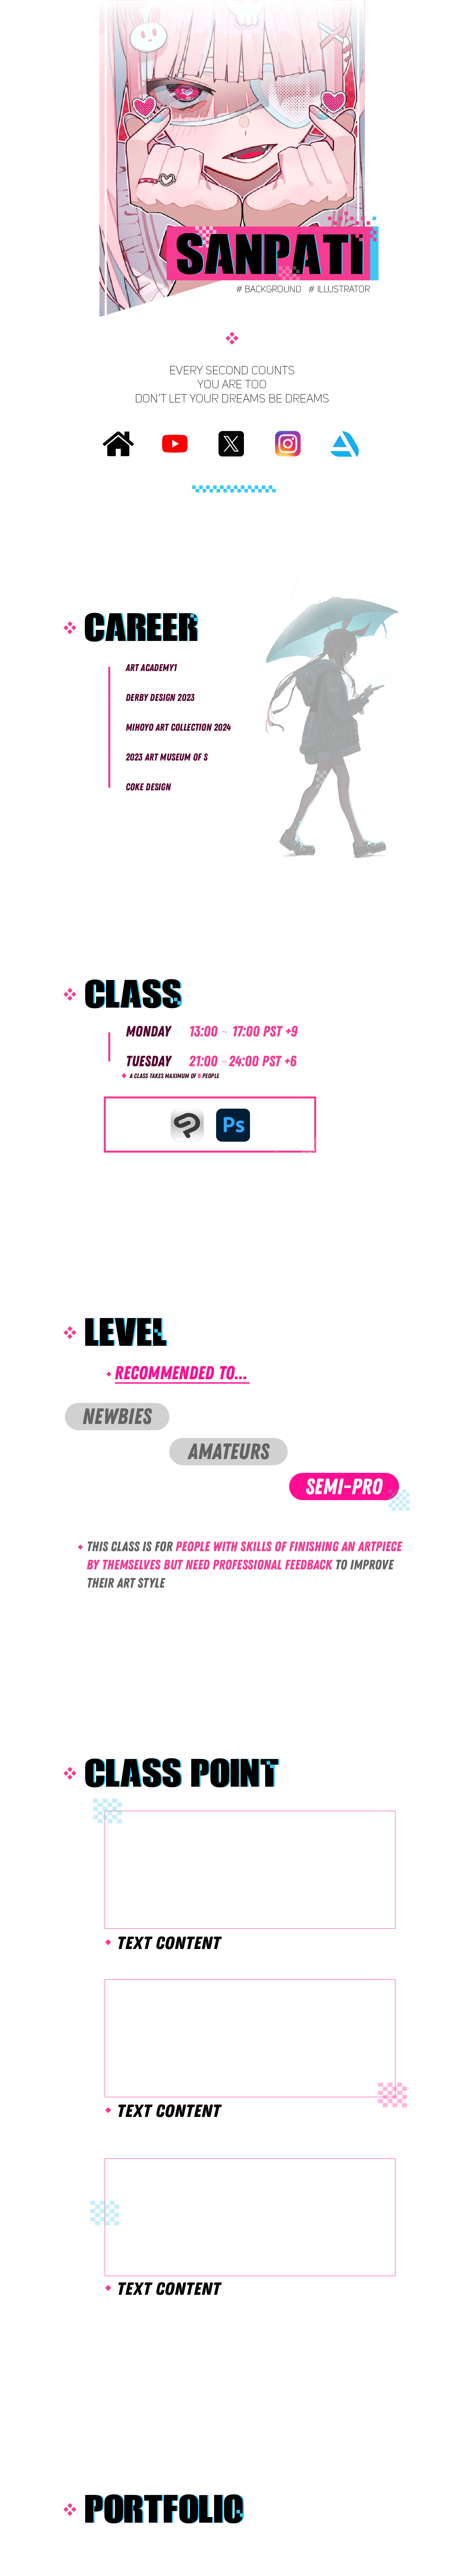 SANPATI
# BACKGROUND # ILLUSTRATOR
EVERY SECOND COUNTS
YOU ARE TOO
DON'T LET YOUR DREAMS BE DREAMS
CAREER
ART ACADEMY1
DERBY DESIGN 2023
MIHOYO ART COLLECTION 2024
2023 ART MUSEUM OF S
COKE DESIGN
CLASS
MONDAY 13:00 ~ 17:00 PST +9
TUESDAY 21:00 ~24:00 PST +6
A CLASS TAKES MAXIMUM OF 6 PEOPLE
Ps
LEVEL
RECOMMENDED TO...
NEWBIES
AMATEURS
SEMI-PRO
THIS CLASS IS FOR PEOPLE WITH SKILLS OF FINISHING AN ARTPIECE
BY THEMSELVES BUT NEED PROFESSIONAL FEEDBACK TO IMPROVE
THEIR ART STYLE
CLASS POINT
TEXT CONTENT
TEXT CONTENT
TEXT CONTENT
PORTFOLIO